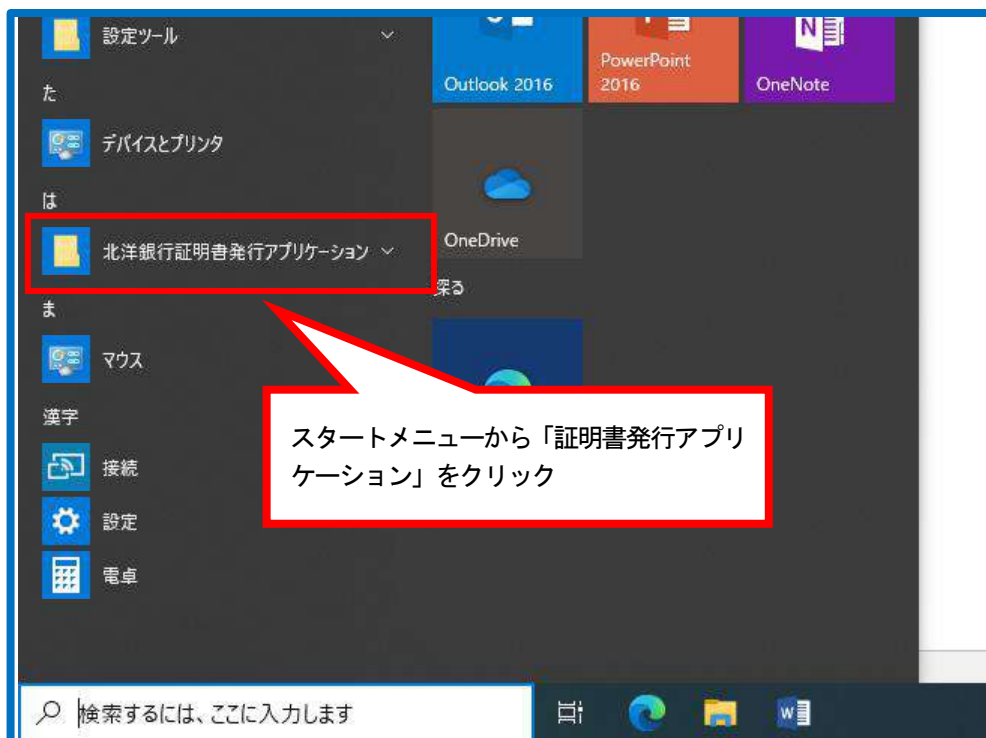 設定ツール
た
デバイスとプリンタ
は
北洋銀行証明書発行アプリケーション
ま
マウス
漢字
接続
設定
電卓
Outlook 2016
PowerPoint
2016
OneNote
OneDrive
探る
スタートメニューから「証明書発行アプリ
ケーション」をクリック
検索するには、ここに入力します